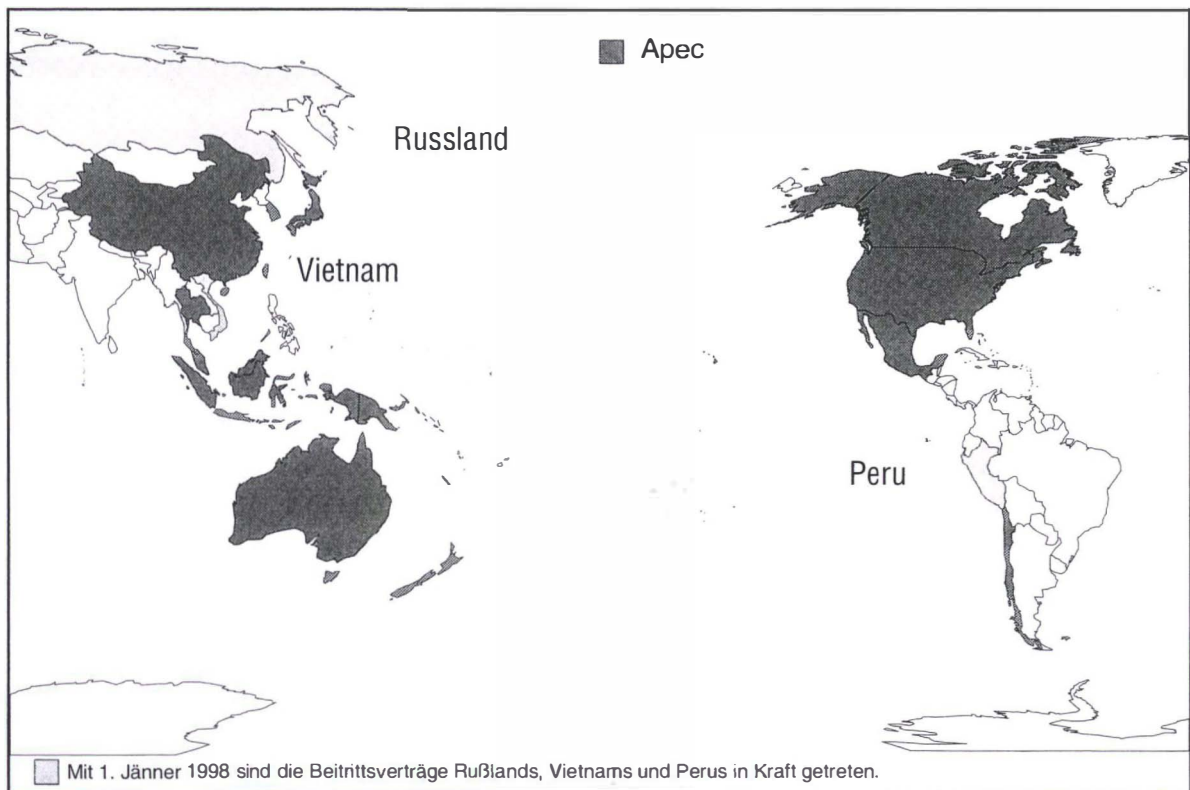 Apec
Russland
Vietnam
Peru
Mit 1. Jänner 1998 sind die Beitrittsverträge Rußlands, Vietnams und Perus in Kraft getreten.